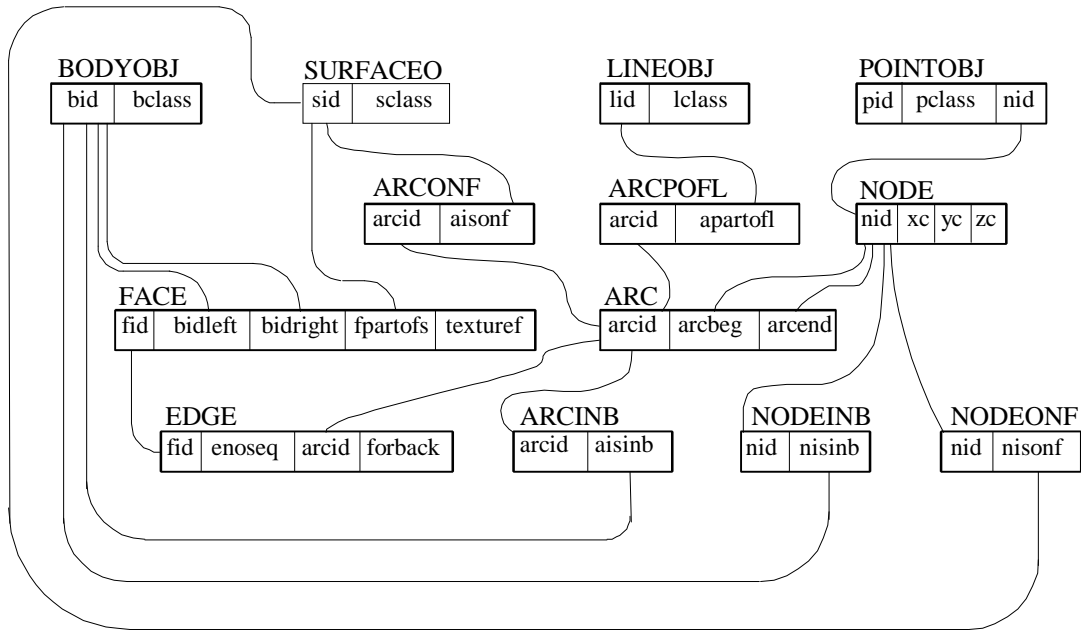 BODYOBJ SURFACEO LINEOBJ POINTOBJ
bid bclass sid sclass lid lclass pid pclass nid
ARCONF ARCPOFL NODE
arcid aisonf arcid apartofl nid xc yc zc
FACE ARC
fid bidleft bidright fpartofs texturef arcid arcbeg arcend
EDGE ARCINB NODEINB NODEONF
fid enoseq arcid forback arcid aisinb nid nisinb nid nisonf